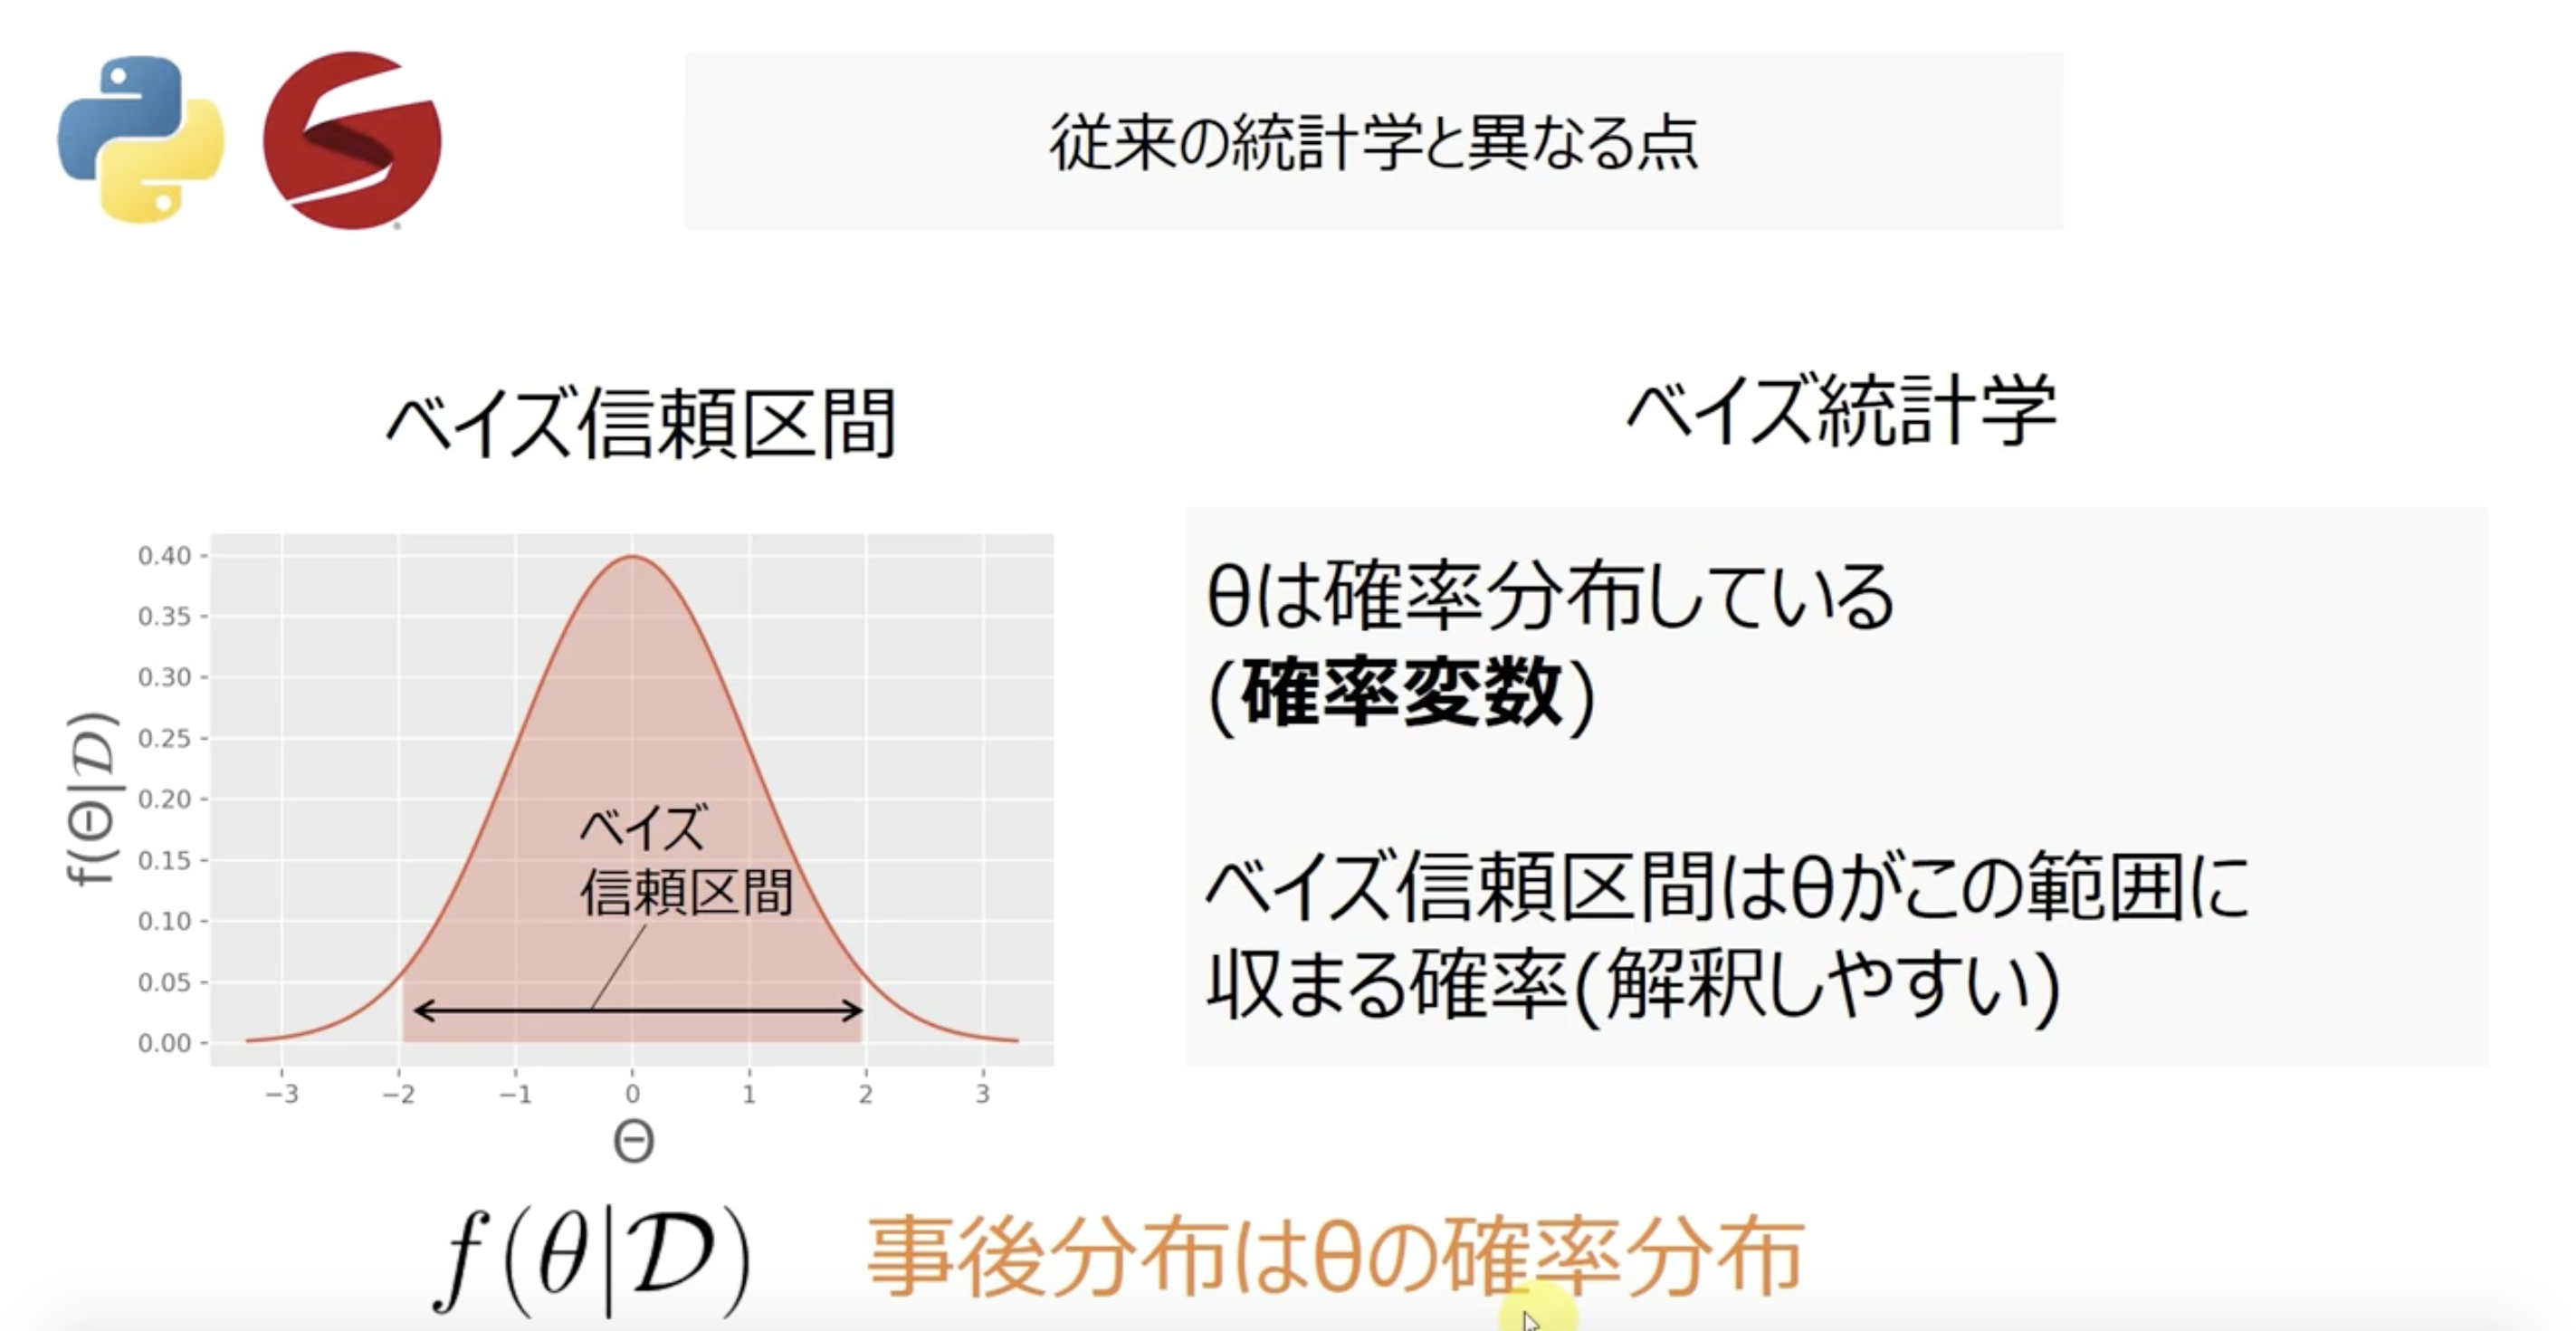 従来の統計学と異なる点
ベイズ信頼区間
f(Θ|𝒟)
0.40
0.35
0.30
0.25
0.20
0.15
0.10
0.05
0.00
ベイズ
信頼区間
−3 −2 −1 0 1 2 3
Θ
ベイズ統計学
θは確率分布している
(確率変数)
ベイズ信頼区間はθがこの範囲に
収まる確率(解釈しやすい)
f(θ|𝒟) 事後分布はθの確率分布